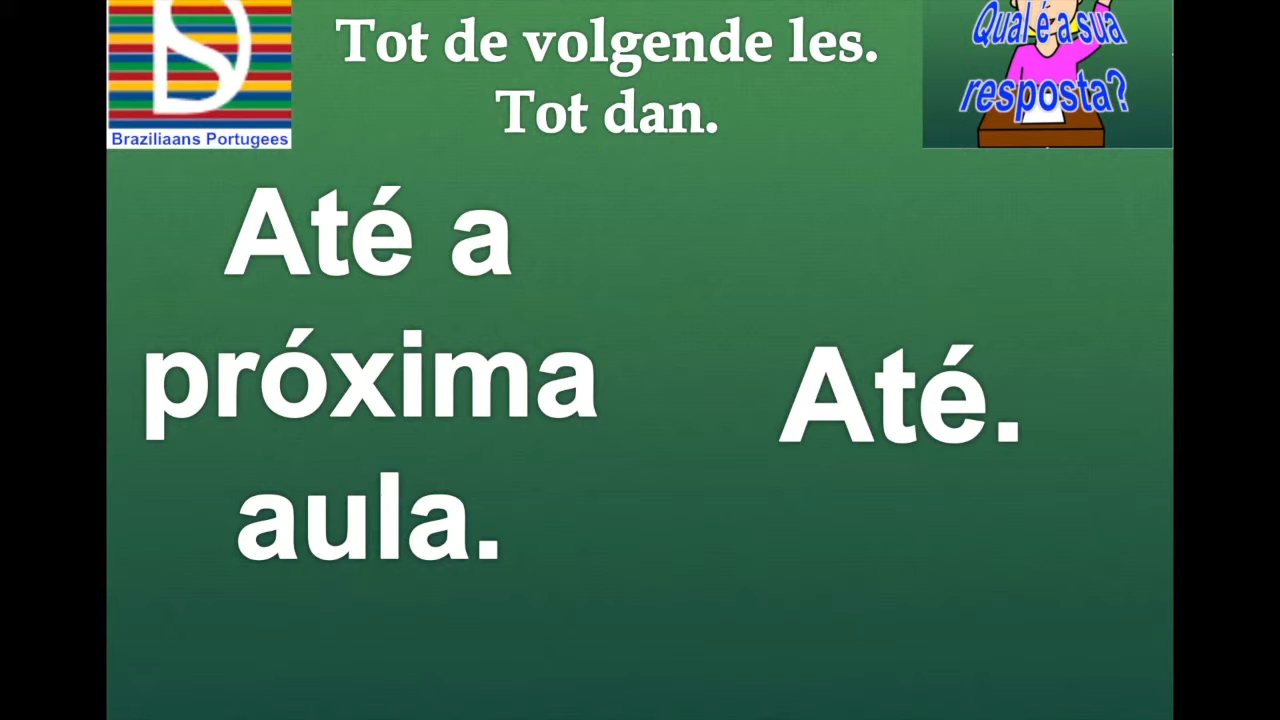 Tot de volgende les.
Tot dan.
Braziliaans Portugees
Qual é a sua
resposta?
Até a
próxima
aula.
Até.